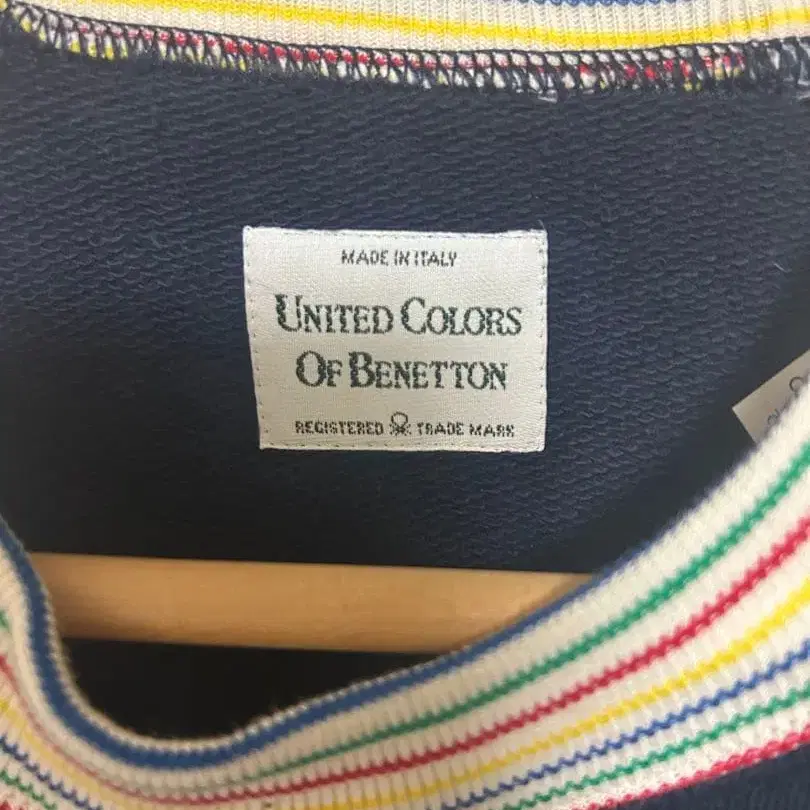 MADE IN ITALY
UNITED COLORS
OF BENETTON
REGISTERED TRADE MARK